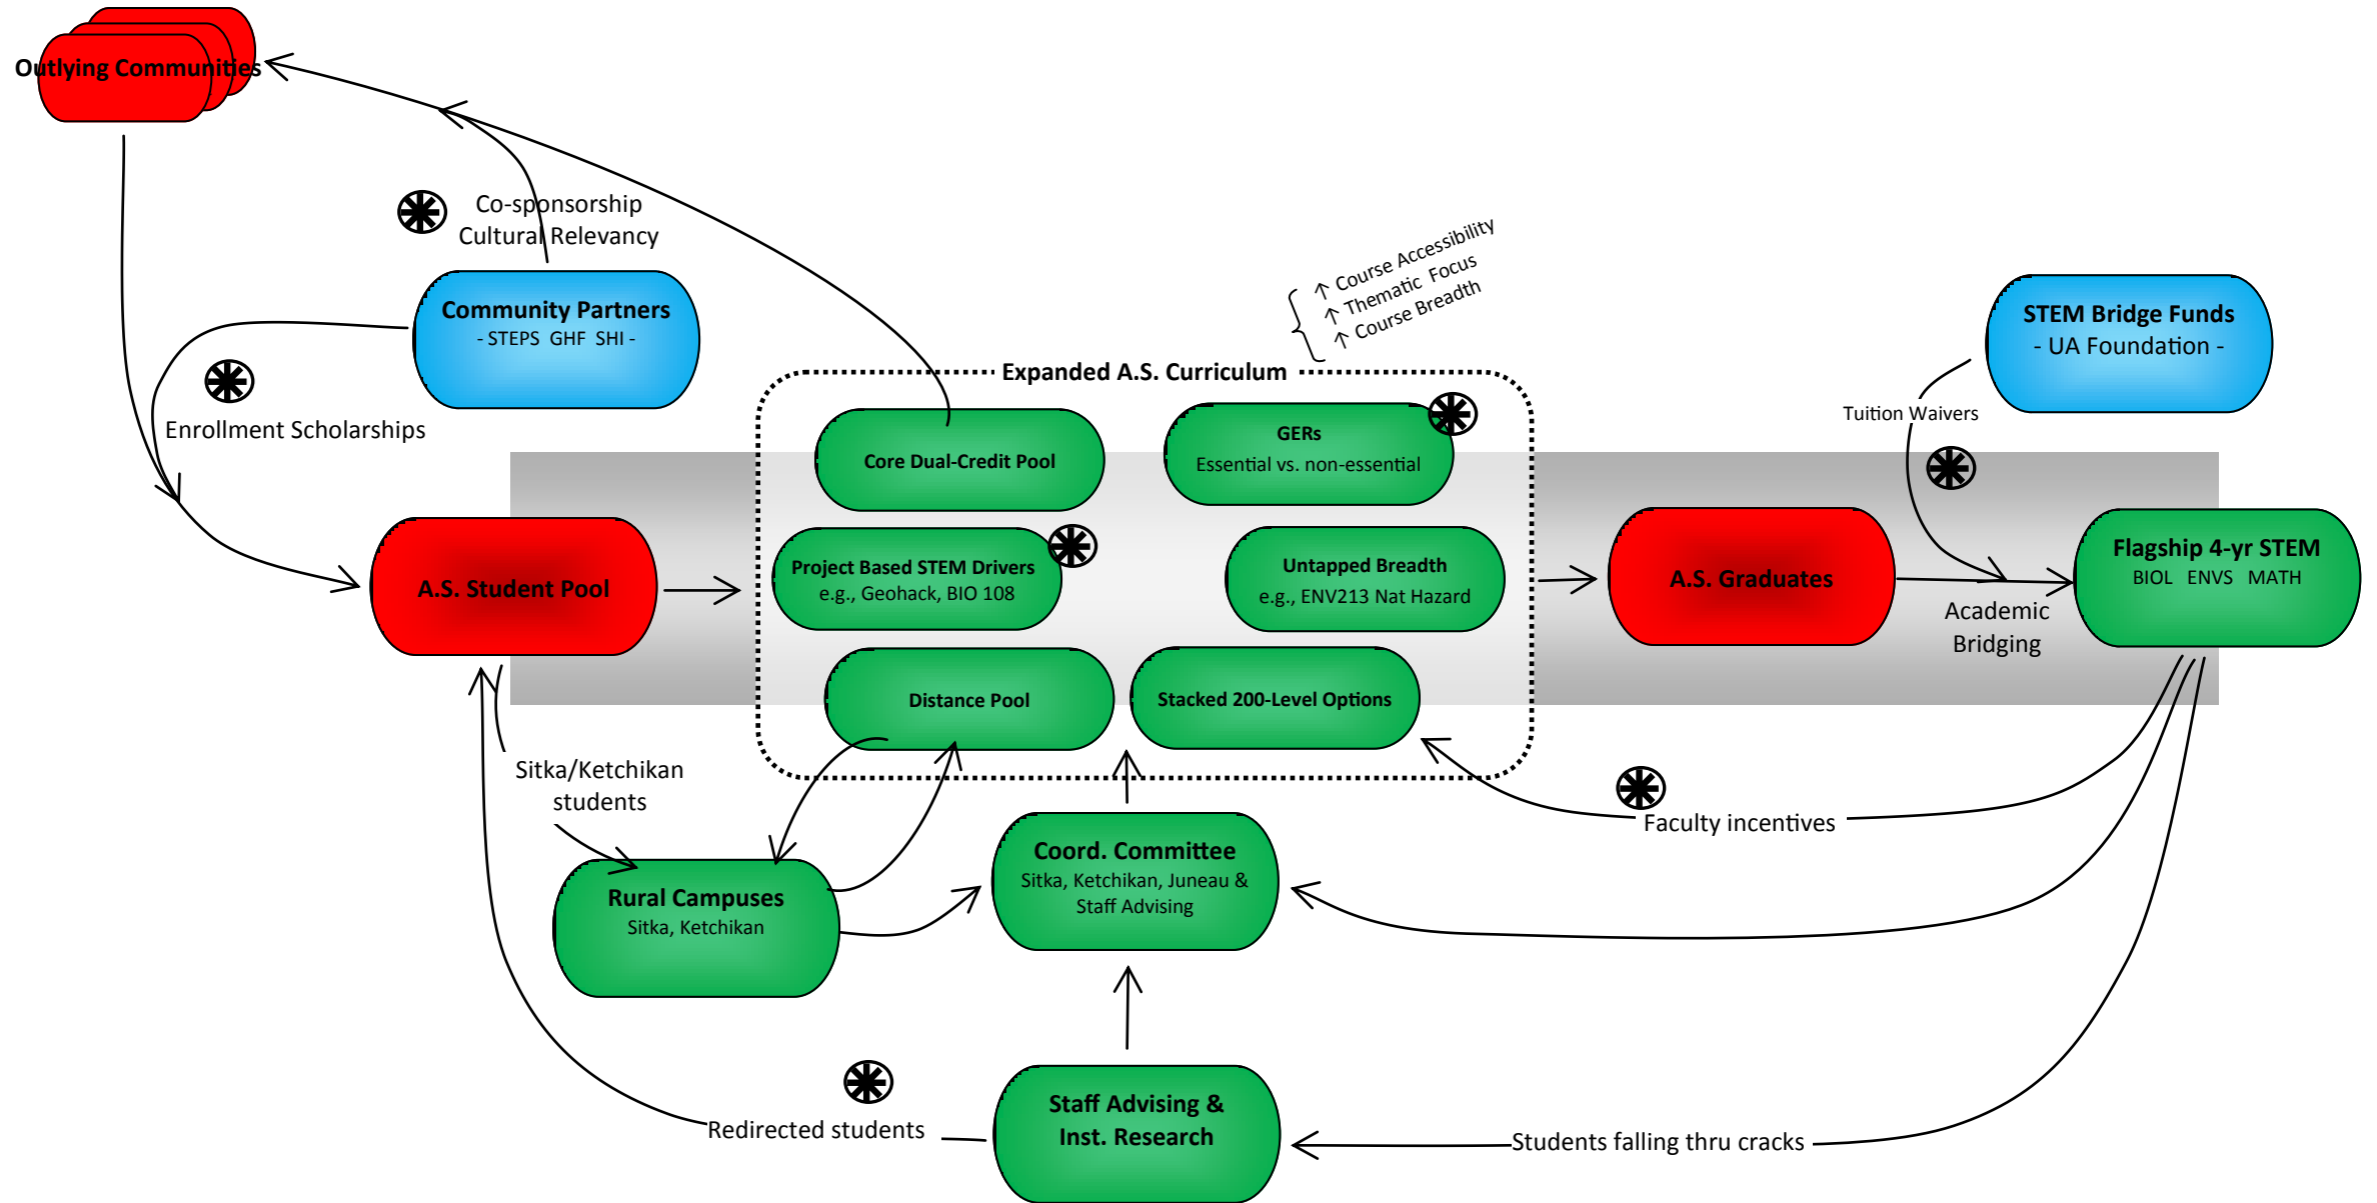 Outlying Communities
Co-sponsorship
Cultural Relevancy
Community Partners
- STEPS GHF SHI -
Enrollment Scholarships
↑ Course Accessibility
↑ Thematic Focus
↑ Course Breadth
STEM Bridge Funds
- UA Foundation -
Tuition Waivers
Expanded A.S. Curriculum
Core Dual-Credit Pool
GERs
Essential vs. non-essential
A.S. Student Pool
Project Based STEM Drivers
e.g., Geohack, BIO 108
Untapped Breadth
e.g., ENV213 Nat Hazard
A.S. Graduates
Academic
Bridging
Flagship 4-yr STEM
BIOL ENVS MATH
Distance Pool
Stacked 200-Level Options
Sitka/Ketchikan
students
Faculty incentives
Rural Campuses
Sitka, Ketchikan
Coord. Committee
Sitka, Ketchikan, Juneau &
Staff Advising
Redirected students
Staff Advising &
Inst. Research
Students falling thru cracks